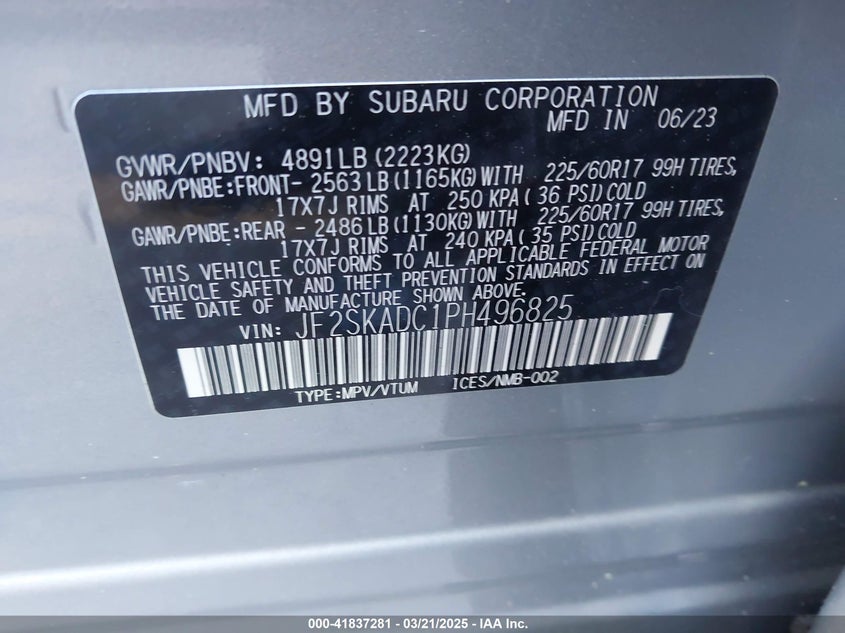 MFD BY SUBARU CORPORATION
MFD IN 06/23
GVWR/PNBV: 4891LB (2223KG)
GAWR/PNBE:FRONT- 2563LB (1165KG)WITH 225/60R17 99H TIRES,
17X7J RIMS AT 250 KPA( 36 PSI)COLD
GAWR/PNBE:REAR - 2486LB (1130KG)WITH 225/60R17 99H TIRES,
17X7J RIMS AT 240 KPA( 35 PSI)COLD
THIS VEHICLE CONFORMS TO ALL APPLICABLE FEDERAL MOTOR
VEHICLE SAFETY AND THEFT PREVENTION STANDARDS IN EFFECT ON
THE DATE OF MANUFACTURE SHOWN ABOVE.
VIN: JF2SKADC1PH496825
TYPE:MPV/VTUM ICES/NMB-002
000-41837281 - 03/21/2025 - IAA Inc.